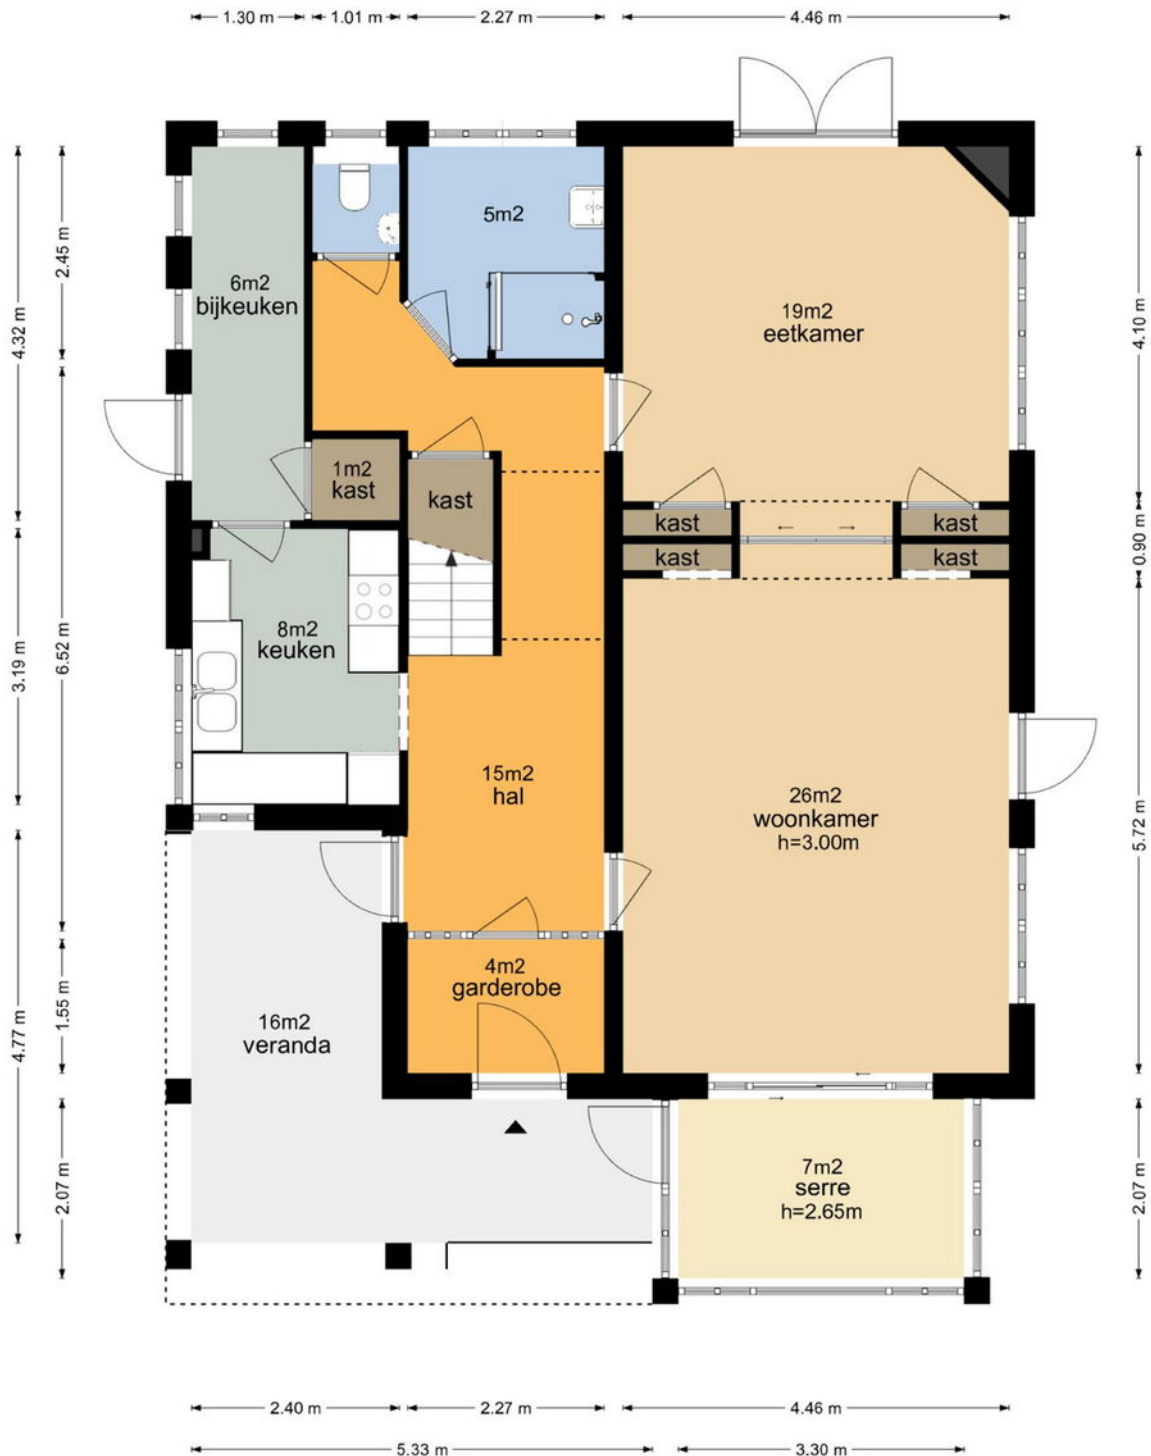 1.30 m
1.01 m
2.27 m
4.46 m
4.32 m
2.45 m
4.10 m
5m2
6m2
bijkeuken
19m2
eetkamer
1m2
kast
kast
kast
kast
kast
kast
0.90 m
6.52 m
3.19 m
8m2
keuken
15m2
hal
26m2
woonkamer
h=3.00m
5.72 m
4m2
garderobe
1.55 m
4.77 m
16m2
veranda
2.07 m
7m2
serre
h=2.65m
2.07 m
2.40 m
2.27 m
4.46 m
5.33 m
3.30 m